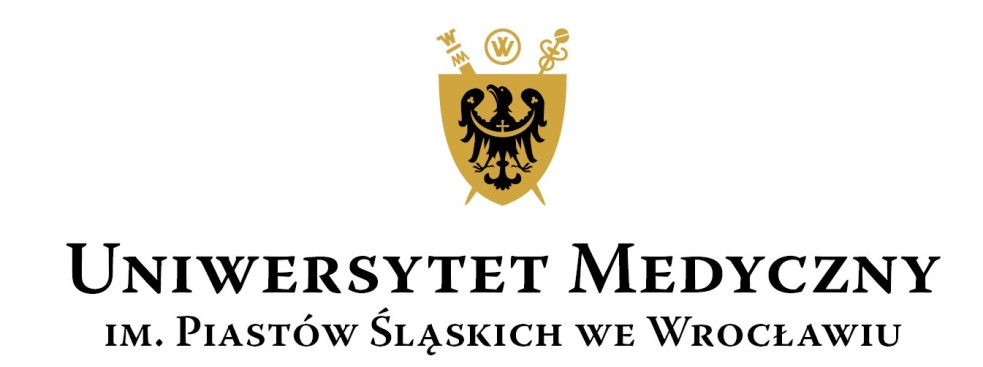 UNIWERSYTET MEDYCZNY
IM. PIASTÓW ŚLĄSKICH WE WROCŁAWIU